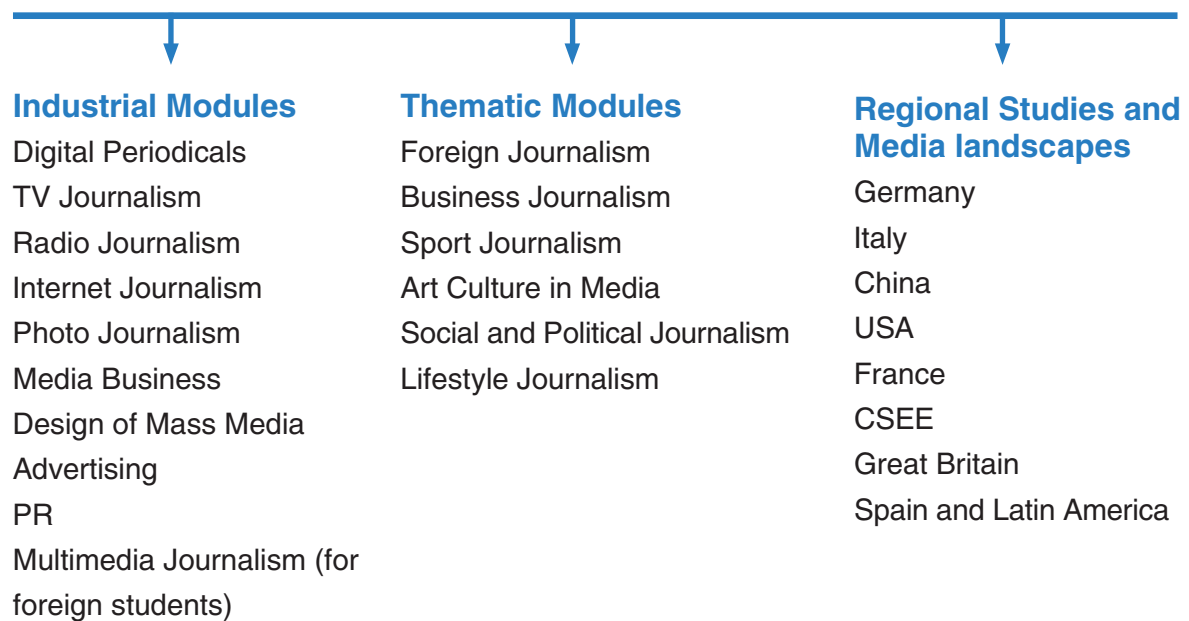 Industrial Modules
Digital Periodicals
TV Journalism
Radio Journalism
Internet Journalism
Photo Journalism
Media Business
Design of Mass Media
Advertising
PR
Multimedia Journalism (for
foreign students)
Thematic Modules
Foreign Journalism
Business Journalism
Sport Journalism
Art Culture in Media
Social and Political Journalism
Lifestyle Journalism
Regional Studies and
Media landscapes
Germany
Italy
China
USA
France
CSEE
Great Britain
Spain and Latin America